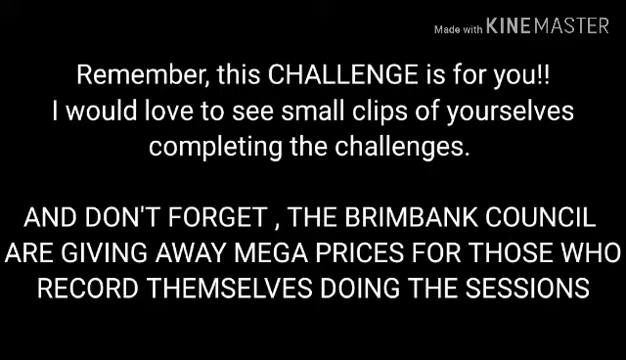 Made with KINEMASTER
Remember, this CHALLENGE is for you!!
I would love to see small clips of yourselves
completing the challenges.
AND DON'T FORGET , THE BRIMBANK COUNCIL
ARE GIVING AWAY MEGA PRICES FOR THOSE WHO
RECORD THEMSELVES DOING THE SESSIONS